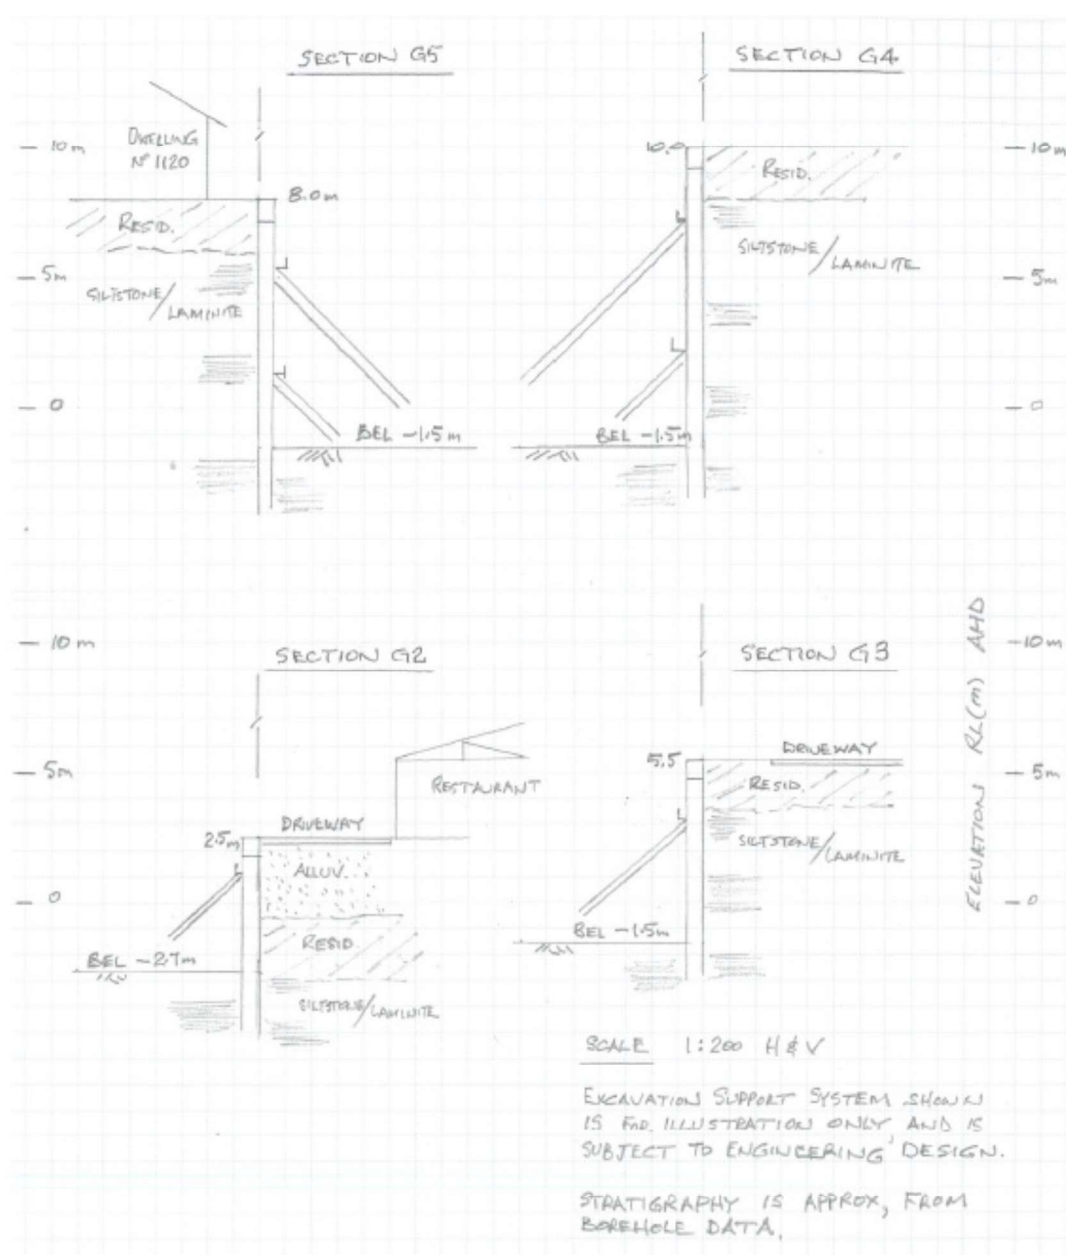 SECTION G5
SECTION G4
10m
DWELLING
Nº 1120
8.0m
RESID.
5m
SILTSTONE/
LAMINITE
0
BEL -1.5m
10.0
10m
RESID.
SILTSTONE/
LAMINITE
5m
0
BEL -1.5m
10m
SECTION G2
5m
RESTAURANT
DRIVEWAY
2.5m
ALLUV.
0
RESID.
BEL -2.7m
SILTSTONE/
LAMINITE
SECTION G3
10m
DRIVEWAY
5.5
5m
RESID.
SILTSTONE/
LAMINITE
0
BEL -1.5m
ELEVATIONS RL(m) AHD
SCALE 1:200 H & V
EXCAVATION SUPPORT SYSTEM SHOWN
IS FOR ILLUSTRATION ONLY AND IS
SUBJECT TO ENGINEERING DESIGN.
STRATIGRAPHY IS APPROX, FROM
BOREHOLE DATA.